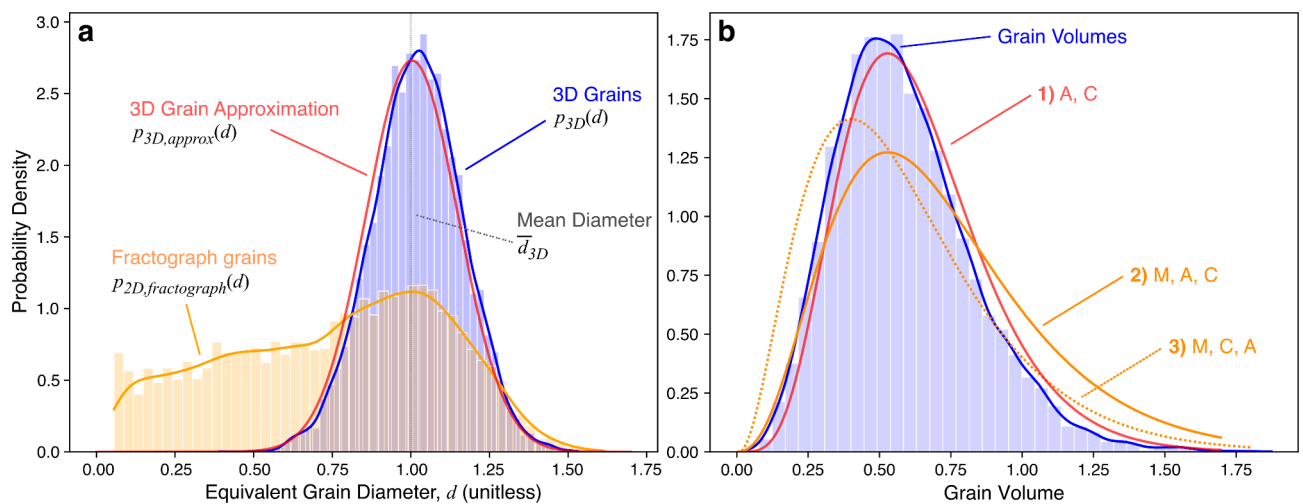 a
3D Grain Approximation
p3D,approx(d)
3D Grains
p3D(d)
Mean Diameter
d̅3D
Fractograph grains
p2D,fractograph(d)
Probability Density
3.0
2.5
2.0
1.5
1.0
0.5
0.0
0.00 0.25 0.50 0.75 1.00 1.25 1.50 1.75
Equivalent Grain Diameter, d (unitless)
b
Grain Volumes
1) A, C
2) M, A, C
3) M, C, A
1.75
1.50
1.25
1.00
0.75
0.50
0.25
0.00
0.00 0.25 0.50 0.75 1.00 1.25 1.50 1.75
Grain Volume